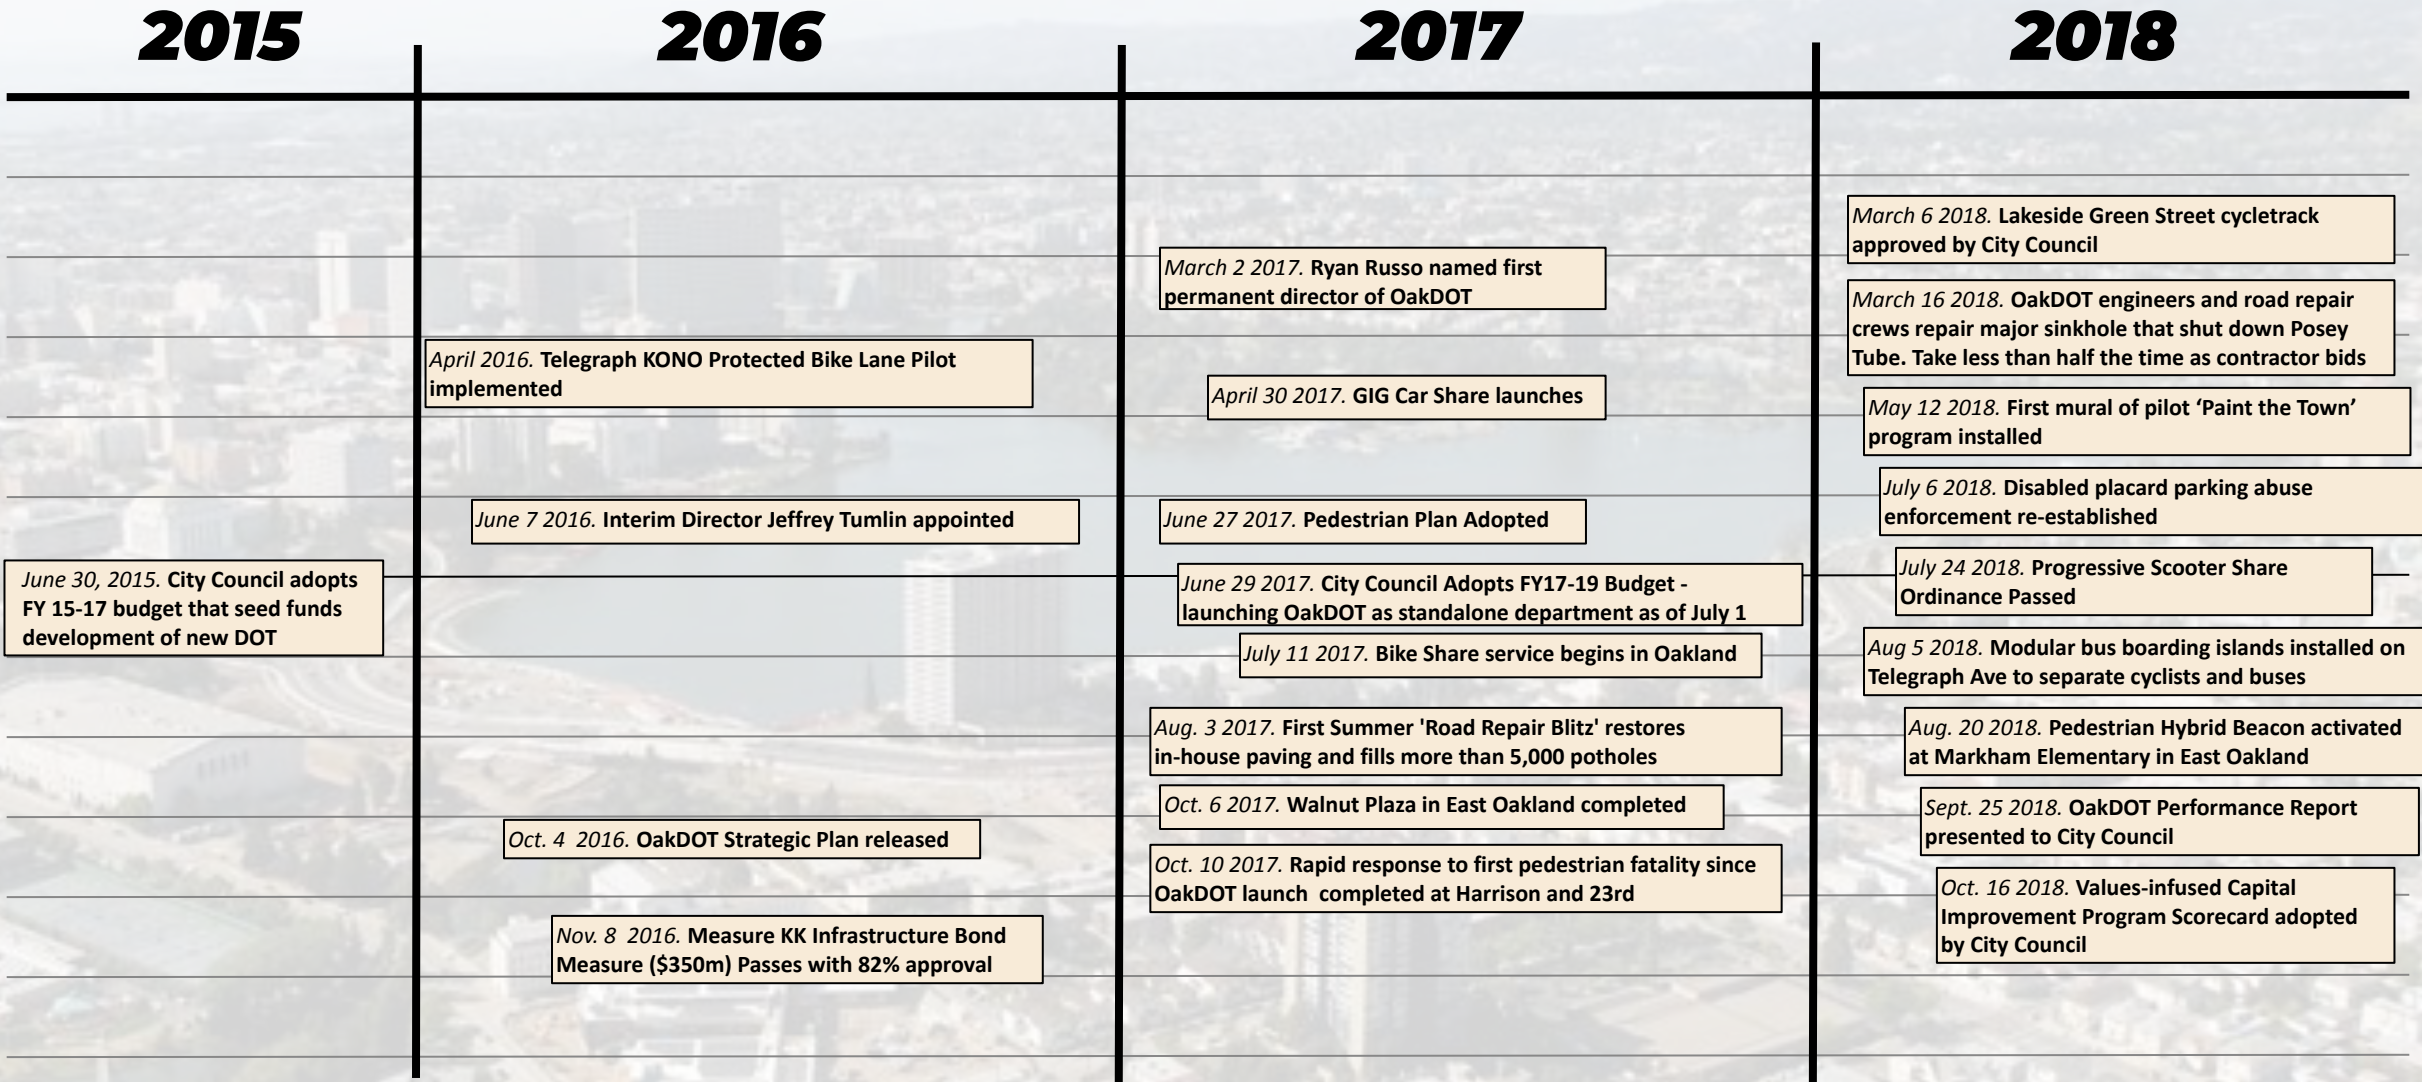 2015
2016
2017
2018
June 30, 2015. City Council adopts
FY 15-17 budget that seed funds
development of new DOT
April 2016. Telegraph KONO Protected Bike Lane Pilot
implemented
June 7 2016. Interim Director Jeffrey Tumlin appointed
Oct. 4  2016. OakDOT Strategic Plan released
Nov. 8  2016. Measure KK Infrastructure Bond
Measure ($350m) Passes with 82% approval
March 2 2017. Ryan Russo named first
permanent director of OakDOT
April 30 2017. GIG Car Share launches
June 27 2017. Pedestrian Plan Adopted
June 29 2017. City Council Adopts FY17-19 Budget -
launching OakDOT as standalone department as of July 1
July 11 2017. Bike Share service begins in Oakland
Aug. 3 2017. First Summer 'Road Repair Blitz' restores
in-house paving and fills more than 5,000 potholes
Oct. 6 2017. Walnut Plaza in East Oakland completed
Oct. 10 2017. Rapid response to first pedestrian fatality since
OakDOT launch  completed at Harrison and 23rd
March 6 2018. Lakeside Green Street cycletrack
approved by City Council
March 16 2018. OakDOT engineers and road repair
crews repair major sinkhole that shut down Posey
Tube. Take less than half the time as contractor bids
May 12 2018. First mural of pilot ‘Paint the Town’
program installed
July 6 2018. Disabled placard parking abuse
enforcement re-established
July 24 2018. Progressive Scooter Share
Ordinance Passed
Aug 5 2018. Modular bus boarding islands installed on
Telegraph Ave to separate cyclists and buses
Aug. 20 2018. Pedestrian Hybrid Beacon activated
at Markham Elementary in East Oakland
Sept. 25 2018. OakDOT Performance Report
presented to City Council
Oct. 16 2018. Values-infused Capital
Improvement Program Scorecard adopted
by City Council